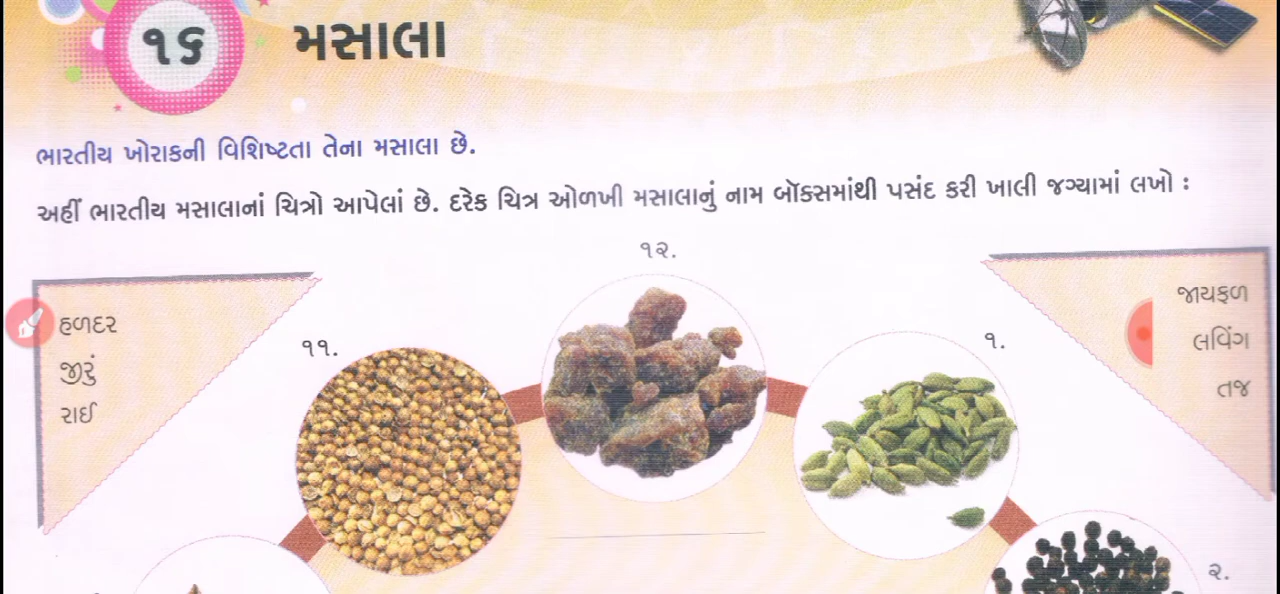 ૧૬ મસાલા
ભારતીય ખોરાકની વિશિષ્ટતા તેના મસાલા છે.
અહીં ભારતીય મસાલાનાં ચિત્રો આપેલાં છે. દરેક ચિત્ર ઓળખી મસાલાનું નામ બૉક્સમાંથી પસંદ કરી ખાલી જગ્યામાં લખો :
૧૨.
હળદર
જીરું
રાઈ
૧૧.
૧.
જાયફળ
લવિંગ
તજ
૨.